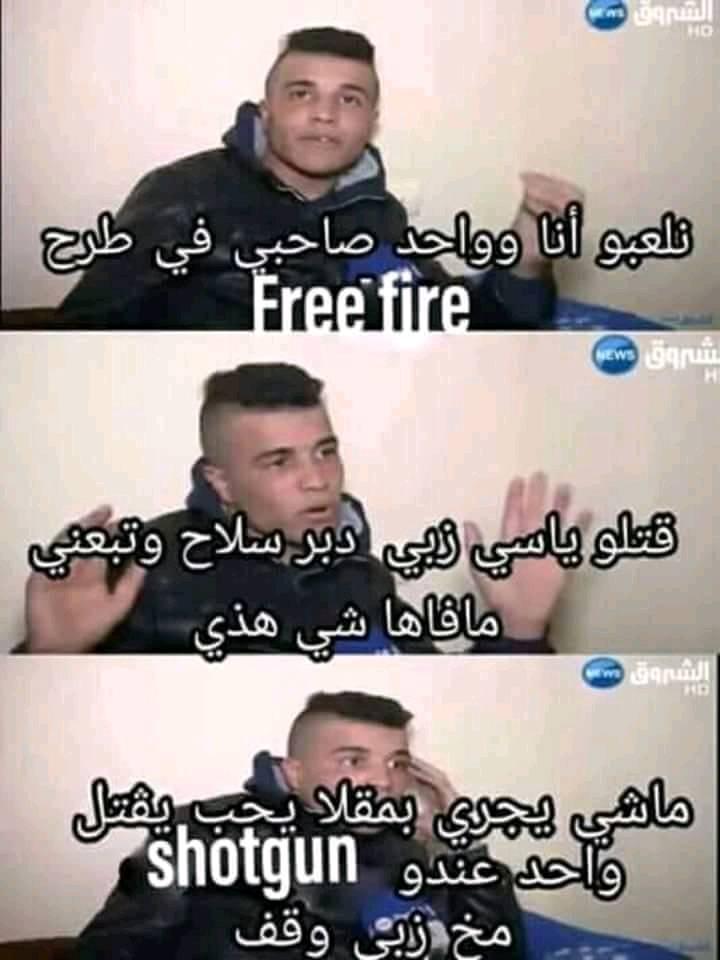 الشروق NEWS
HD
نلعبو أنا وواحد صاحبي في طرح
Free fire
الشروق NEWS
H
قتلو ياسي زبي دبر سلاح وتبعني
مافاها شي هذي
الشروق NEWS
HD
ماشي يجري بمقلا يحب يقتل
واحد عندو shotgun
مخ زبي وقف